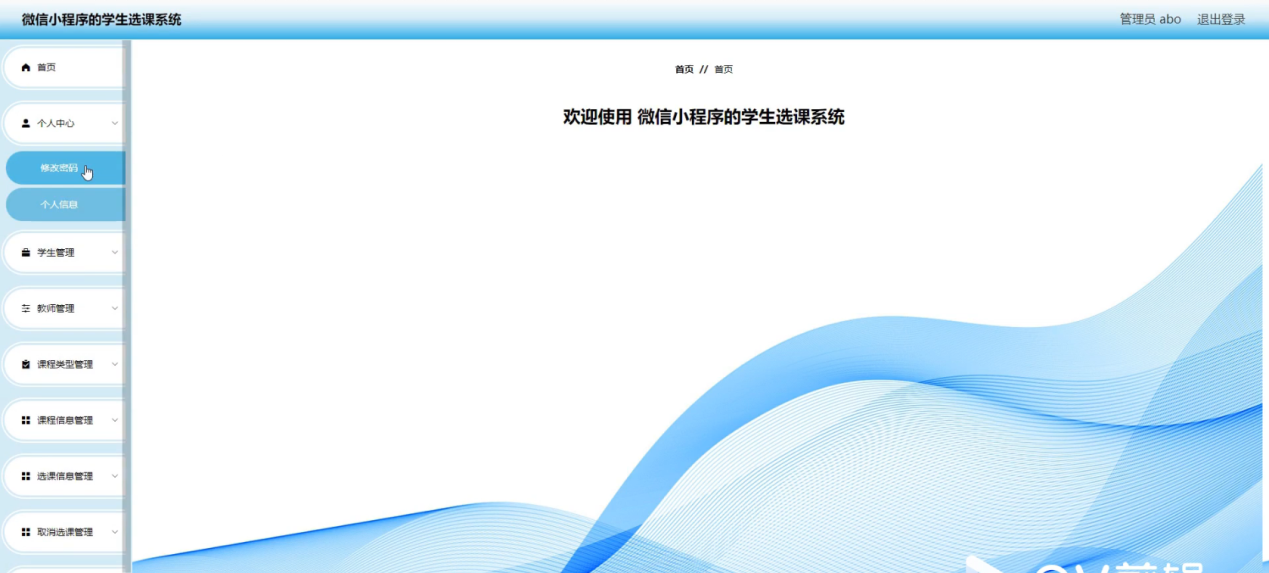 微信小程序的学生选课系统
管理员 abo 退出登录
首页
个人中心
修改密码
个人信息
学生管理
教师管理
课程类型管理
课程信息管理
选课信息管理
取消选课管理
首页 // 首页
欢迎使用 微信小程序的学生选课系统